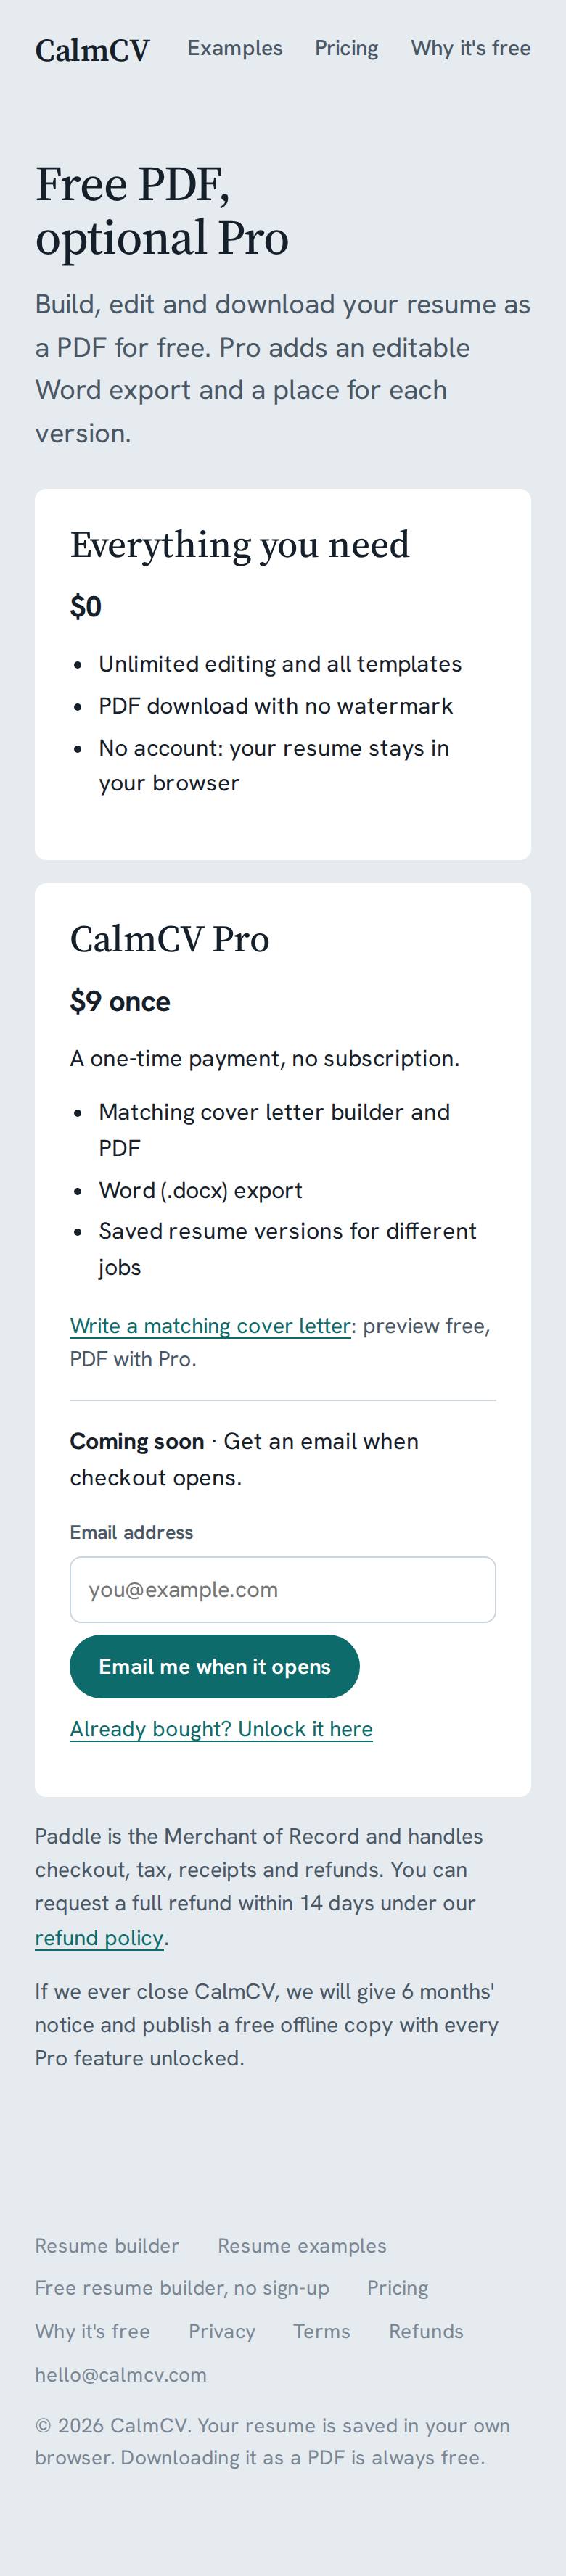 CalmCV Examples Pricing Why it's free
Free PDF,
optional Pro
Build, edit and download your resume as
a PDF for free. Pro adds an editable
Word export and a place for each
version.
Everything you need
$0
• Unlimited editing and all templates
• PDF download with no watermark
• No account: your resume stays in
your browser
CalmCV Pro
$9 once
A one-time payment, no subscription.
• Matching cover letter builder and
PDF
• Word (.docx) export
• Saved resume versions for different
jobs
Write a matching cover letter: preview free,
PDF with Pro.
Coming soon · Get an email when
checkout opens.
Email address
you@example.com
Email me when it opens
Already bought? Unlock it here
Paddle is the Merchant of Record and handles
checkout, tax, receipts and refunds. You can
request a full refund within 14 days under our
refund policy.
If we ever close CalmCV, we will give 6 months'
notice and publish a free offline copy with every
Pro feature unlocked.
Resume builder Resume examples
Free resume builder, no sign-up Pricing
Why it's free Privacy Terms Refunds
hello@calmcv.com
© 2026 CalmCV. Your resume is saved in your own
browser. Downloading it as a PDF is always free.